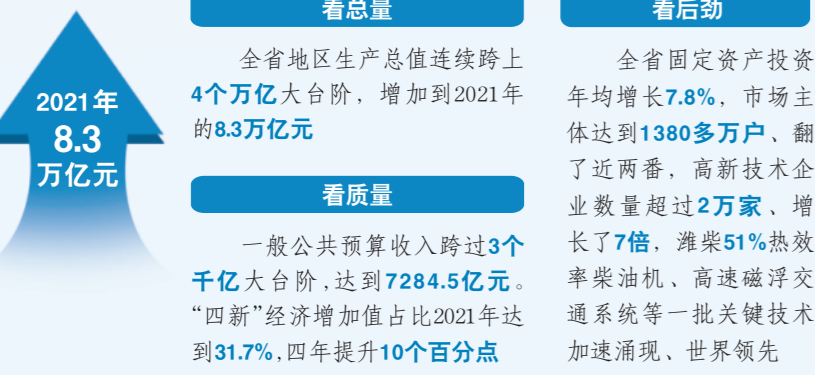 2021年
8.3
万亿元
看总量
全省地区生产总值连续跨上
4个万亿大台阶，增加到2021年
的8.3万亿元
看质量
一般公共预算收入跨过3个
千亿大台阶,达到7284.5亿元。
“四新”经济增加值占比2021年达
到31.7%,四年提升10个百分点
看后劲
全省固定资产投资
年均增长7.8%，市场主
体达到1380多万户、翻
了近两番，高新技术企
业数量超过2万家、增
长了7倍，潍柴51%热效
率柴油机、高速磁浮交
通系统等一批关键技术
加速涌现、世界领先